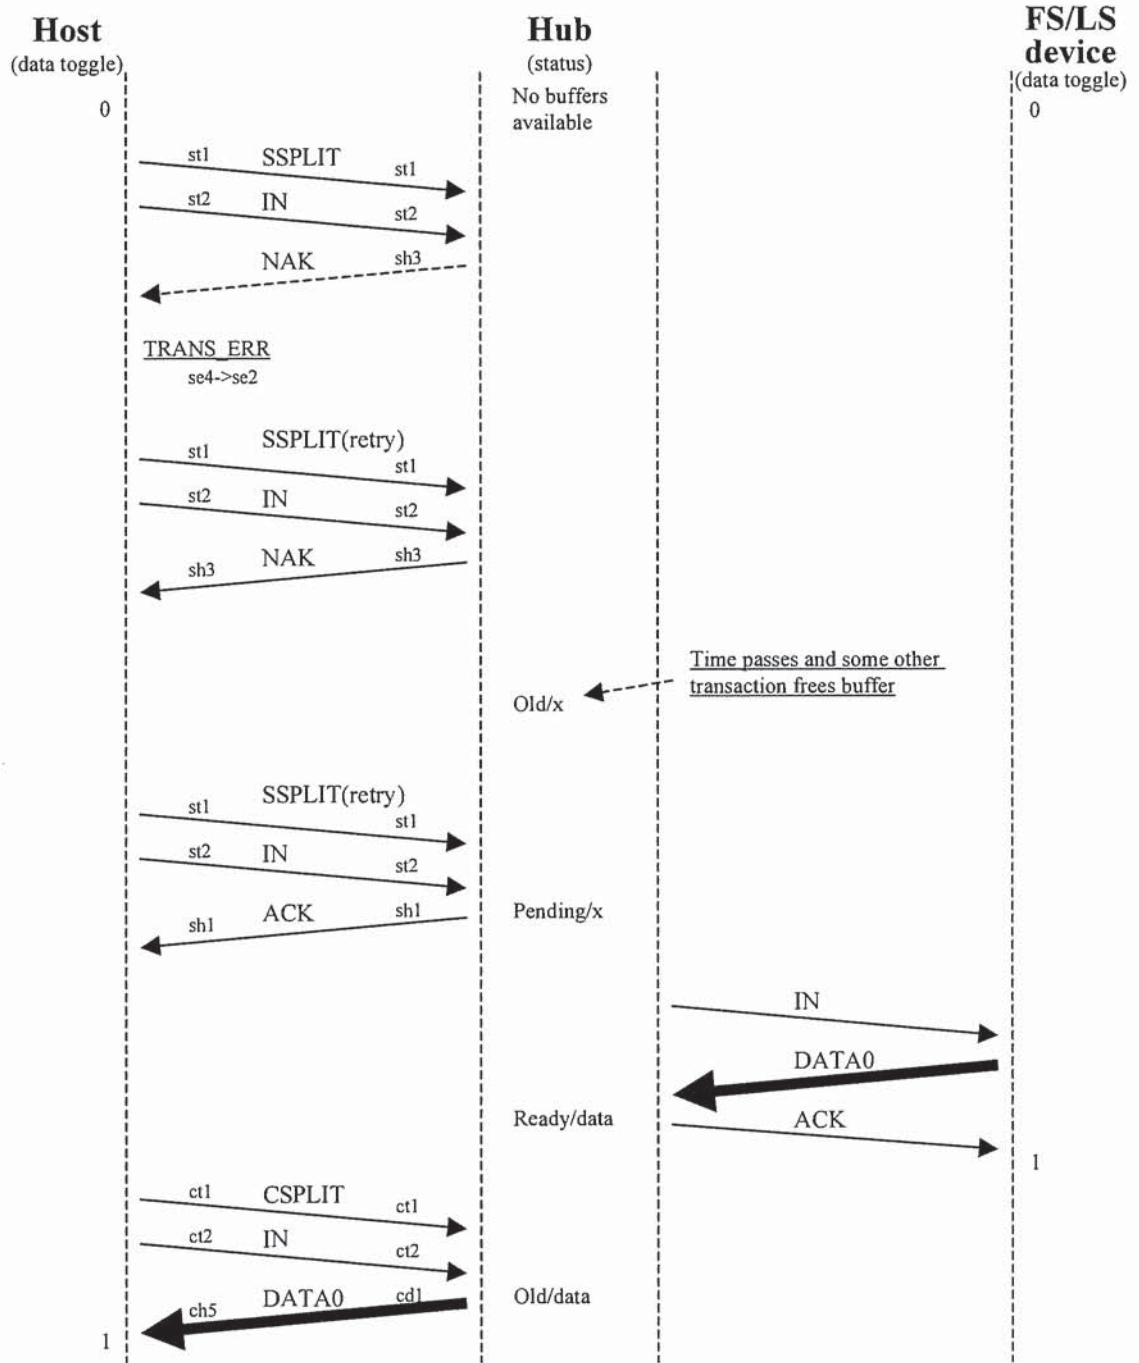 Host
(data toggle)
Hub
(status)
FS/LS
device
(data toggle)
0
No buffers
available
0
st1 SSPLIT st1
st2 IN st2
NAK sh3
TRANS_ERR
se4->se2
SSPLIT(retry)
st1 st1
st2 IN st2
sh3 NAK sh3
Time passes and some other
transaction frees buffer
Old/x
SSPLIT(retry)
st1 st1
st2 IN st2
sh1 ACK sh1
Pending/x
IN
DATA0
Ready/data
ACK
1
ct1 CSPLIT ct1
ct2 IN ct2
ch5 DATA0 cd1
Old/data
1